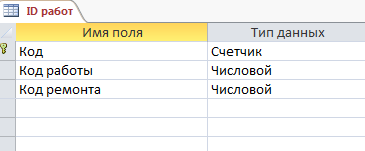 ID работ
Имя поля Тип данных
Код Счетчик
Код работы Числовой
Код ремонта Числовой